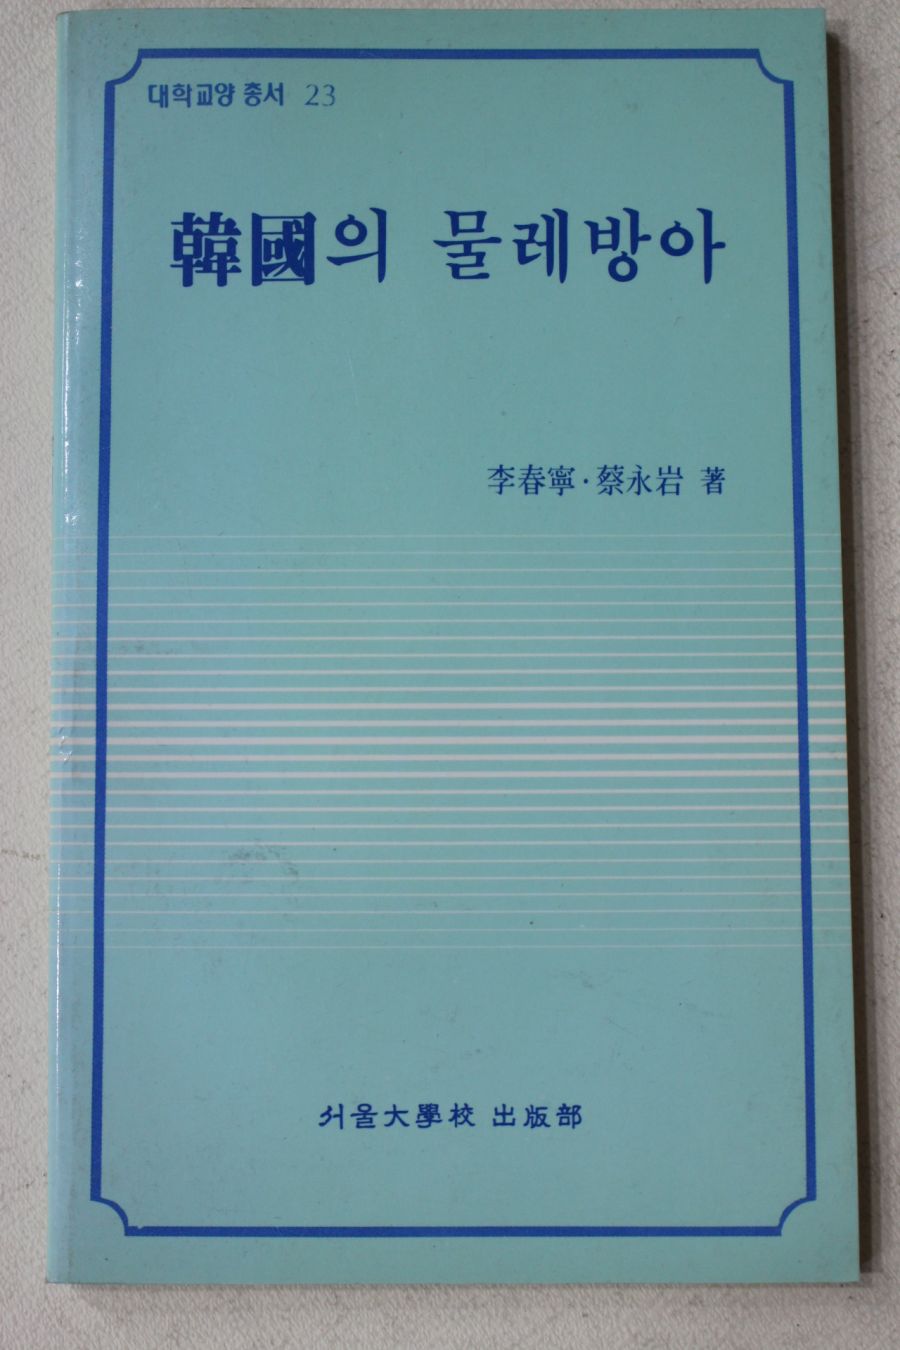 대학교양 총서 23
韓國의 물레방아
李春寧·蔡永岩 著
서울大學校 出版部